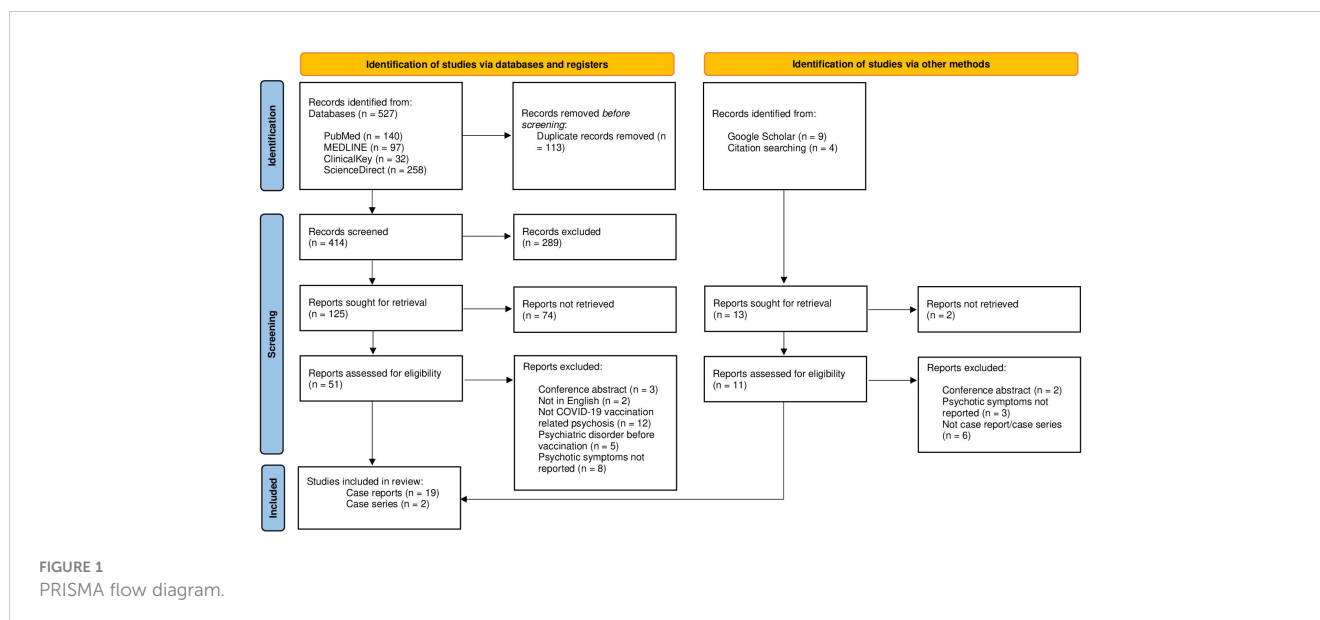 Identification of studies via databases and registers
Identification of studies via other methods
Identification
Records identified from:
Databases (n = 527)
PubMed (n = 140)
MEDLINE (n = 97)
ClinicalKey (n = 32)
ScienceDirect (n = 258)
Records removed before
screening:
Duplicate records removed (n
= 113)
Records identified from:
Google Scholar (n = 9)
Citation searching (n = 4)
Screening
Records screened
(n = 414)
Records excluded
(n = 289)
Reports sought for retrieval
(n = 125)
Reports not retrieved
(n = 74)
Reports sought for retrieval
(n = 13)
Reports not retrieved
(n = 2)
Reports assessed for eligibility
(n = 51)
Reports excluded:
Conference abstract (n = 3)
Not in English (n = 2)
Not COVID-19 vaccination
related psychosis (n = 12)
Psychiatric disorder before
vaccination (n = 5)
Psychotic symptoms not
reported (n = 8)
Reports assessed for eligibility
(n = 11)
Reports excluded:
Conference abstract (n = 2)
Psychotic symptoms not
reported (n = 3)
Not case report/case series
(n = 6)
Included
Studies included in review:
Case reports (n = 19)
Case series (n = 2)
FIGURE 1
PRISMA flow diagram.